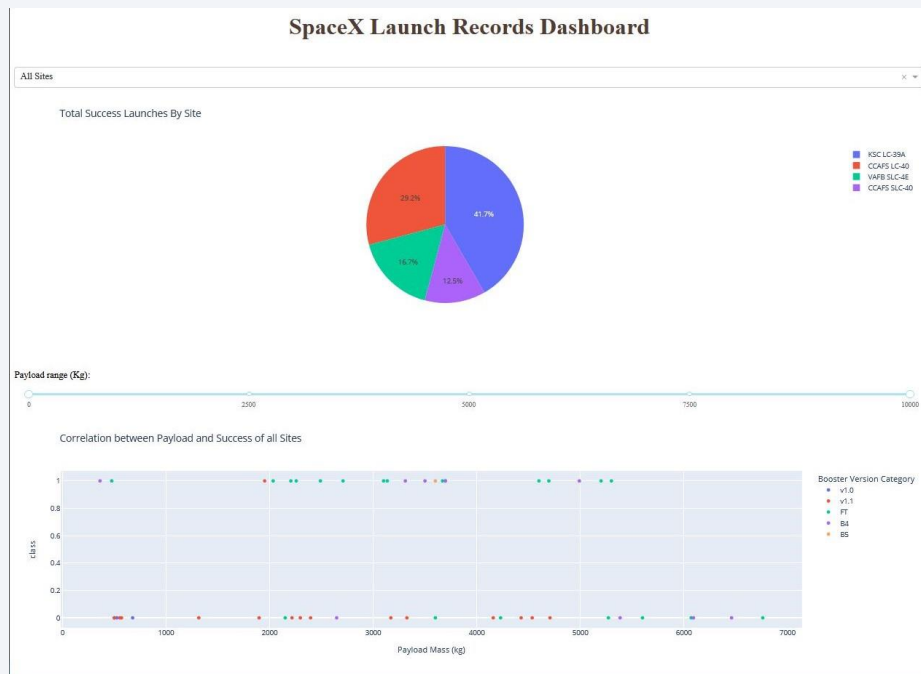 SpaceX Launch Records Dashboard
All Sites
Total Success Launches By Site
KSC LC-39A
CCAFS LC-40
VAFB SLC-4E
CCAFS SLC-40
29.2%
41.7%
16.7%
12.5%
Payload range (Kg):
0 2500 5000 7500 10000
Correlation between Payload and Success of all Sites
Booster Version Category
v1.0
v1.1
FT
B4
B5
class
1
0.8
0.6
0.4
0.2
0
0 1000 2000 3000 4000 5000 6000 7000
Payload Mass (kg)